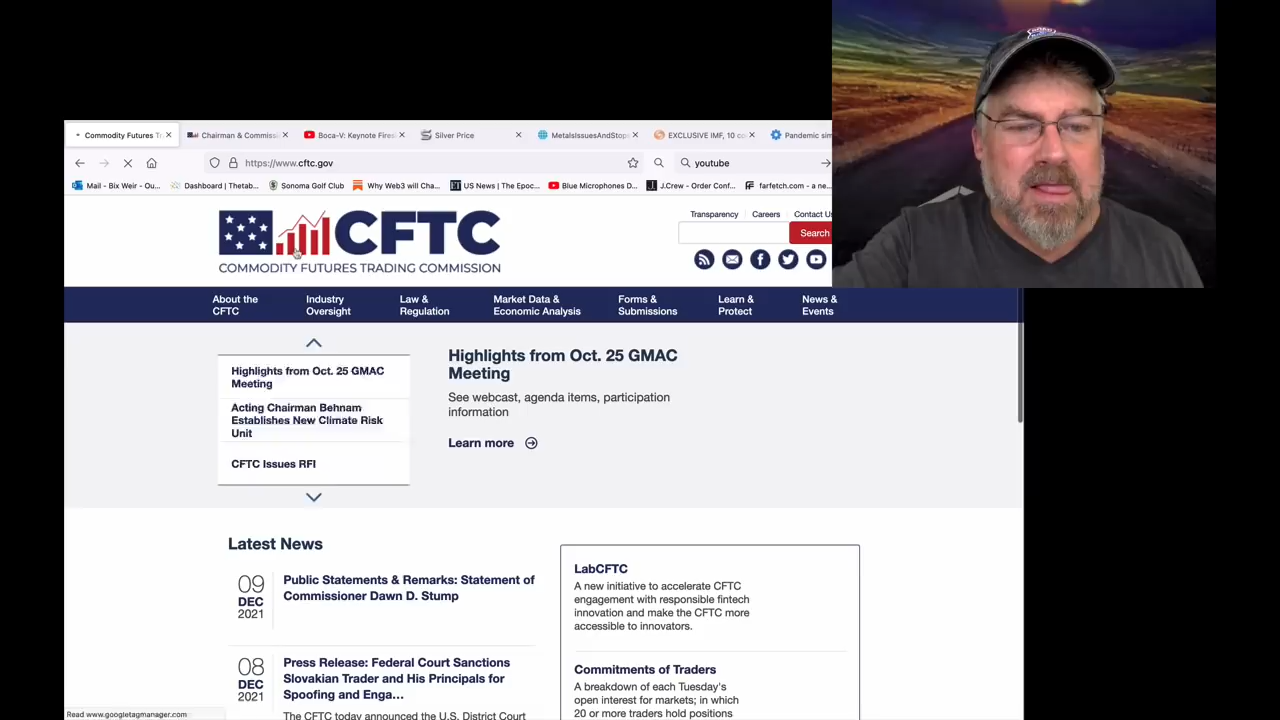 Commodity Futures Tr
Chairman & Commissi
Boca-V: Keynote Fires
Silver Price
MetalsIssuesAndStop
EXCLUSIVE IMF, 10 co
Pandemic sim
https://www.cftc.gov
youtube
Mail - Bix Weir - Ou...
Dashboard | Thetab...
Sonoma Golf Club
Why Web3 will Cha...
US News | The Epoc...
Blue Microphones D...
J.Crew - Order Conf...
farfetch.com - a ne...
CFTC
COMMODITY FUTURES TRADING COMMISSION
Transparency
Careers
Contact Us
Search
About the
CFTC
Industry
Oversight
Law &
Regulation
Market Data &
Economic Analysis
Forms &
Submissions
Learn &
Protect
News &
Events
Highlights from Oct. 25 GMAC
Meeting
Acting Chairman Behnam
Establishes New Climate Risk
Unit
CFTC Issues RFI
Highlights from Oct. 25 GMAC
Meeting
See webcast, agenda items, participation
information
Learn more
Latest News
09
DEC
2021
Public Statements & Remarks: Statement of
Commissioner Dawn D. Stump
08
DEC
2021
Press Release: Federal Court Sanctions
Slovakian Trader and His Principals for
Spoofing and Enga...
The CFTC today announced the U.S. District Court
LabCFTC
A new initiative to accelerate CFTC
engagement with responsible fintech
innovation and make the CFTC more
accessible to innovators.
Commitments of Traders
A breakdown of each Tuesday's
open interest for markets; in which
20 or more traders hold positions
Read www.googletagmanager.com